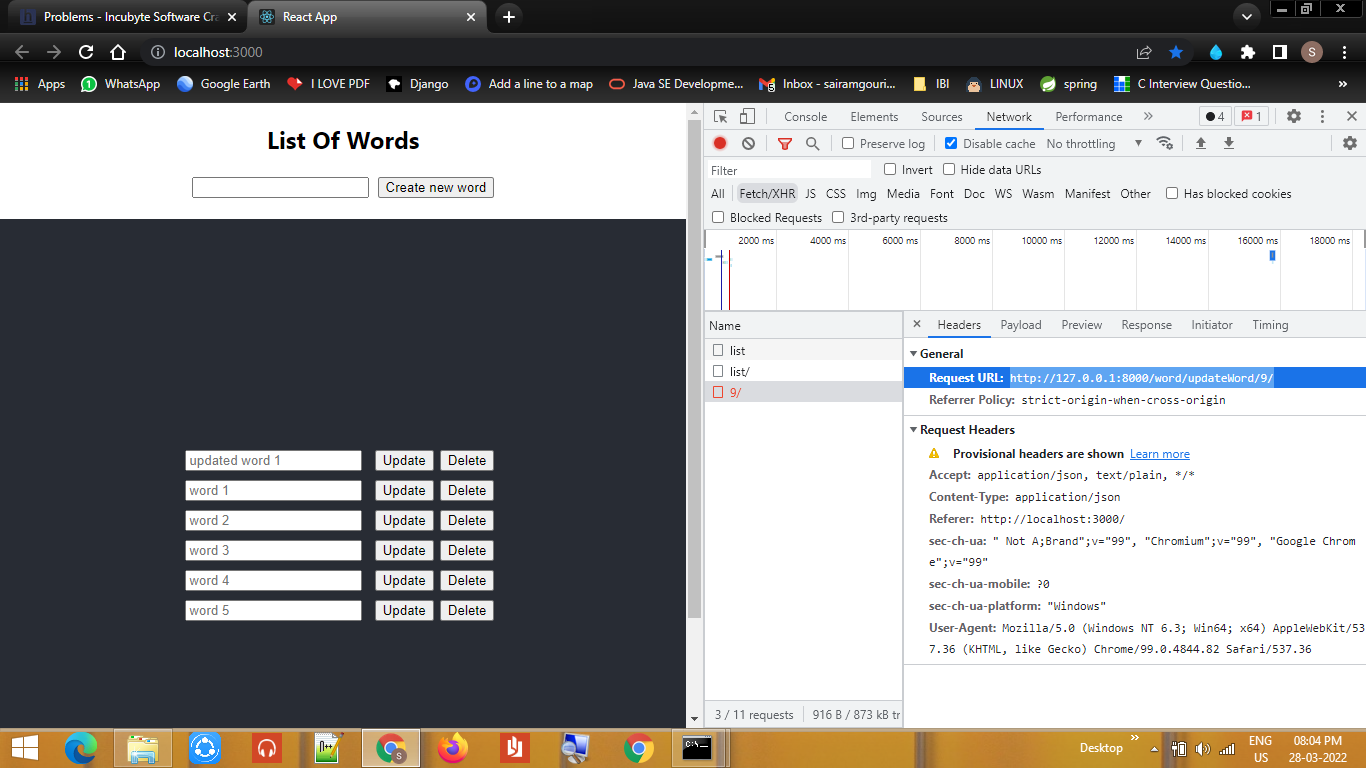 Problems - Incubyte Software Cra
React App
localhost:3000
S
Apps
WhatsApp
Google Earth
I LOVE PDF
Django
Add a line to a map
Java SE Developme...
Inbox - sairamgouri...
IBI
LINUX
spring
C Interview Questio...
»
List Of Words
Create new word
updated word 1 Update Delete
word 1 Update Delete
word 2 Update Delete
word 3 Update Delete
word 4 Update Delete
word 5 Update Delete
Console Elements Sources Network Performance » 4 1
Preserve log Disable cache No throttling
Filter Invert Hide data URLs
All Fetch/XHR JS CSS Img Media Font Doc WS Wasm Manifest Other Has blocked cookies
Blocked Requests 3rd-party requests
2000 ms 4000 ms 6000 ms 8000 ms 10000 ms 12000 ms 14000 ms 16000 ms 18000 ms
Name
list
list/
9/
3 / 11 requests 916 B / 873 kB tr
Headers Payload Preview Response Initiator Timing
General
Request URL: http://127.0.0.1:8000/word/updateWord/9/
Referrer Policy: strict-origin-when-cross-origin
Request Headers
Provisional headers are shown Learn more
Accept: application/json, text/plain, */*
Content-Type: application/json
Referer: http://localhost:3000/
sec-ch-ua: " Not A;Brand";v="99", "Chromium";v="99", "Google Chrom
e";v="99"
sec-ch-ua-mobile: ?0
sec-ch-ua-platform: "Windows"
User-Agent: Mozilla/5.0 (Windows NT 6.3; Win64; x64) AppleWebKit/53
7.36 (KHTML, like Gecko) Chrome/99.0.4844.82 Safari/537.36
Desktop »
ENG
US
08:04 PM
28-03-2022